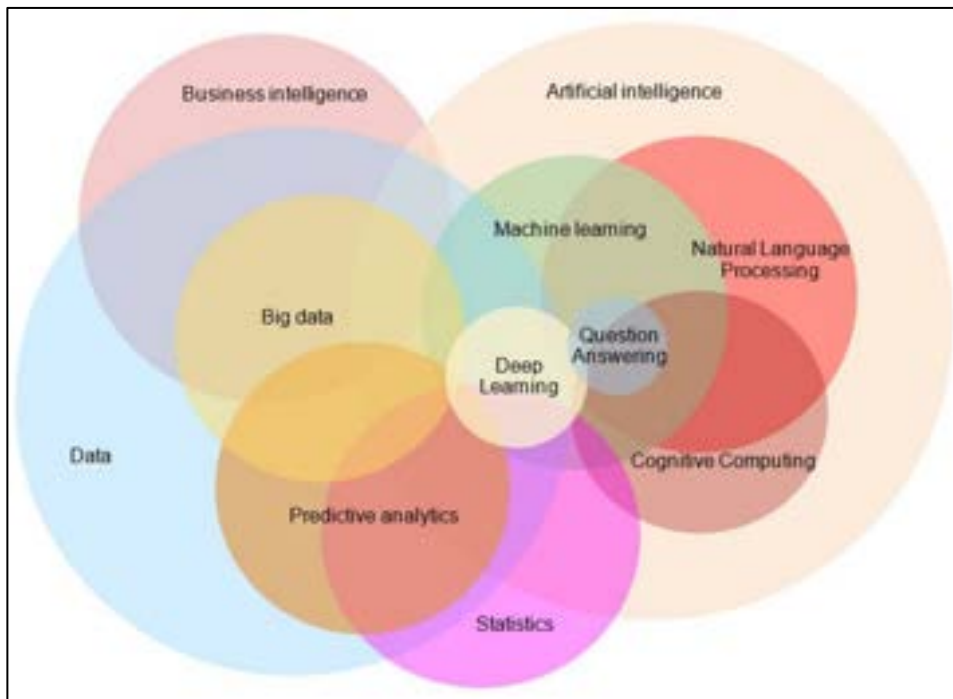 Business intelligence
Artificial intelligence
Machine learning
Natural Language
Processing
Big data
Question
Answering
Deep
Learning
Data
Cognitive Computing
Predictive analytics
Statistics